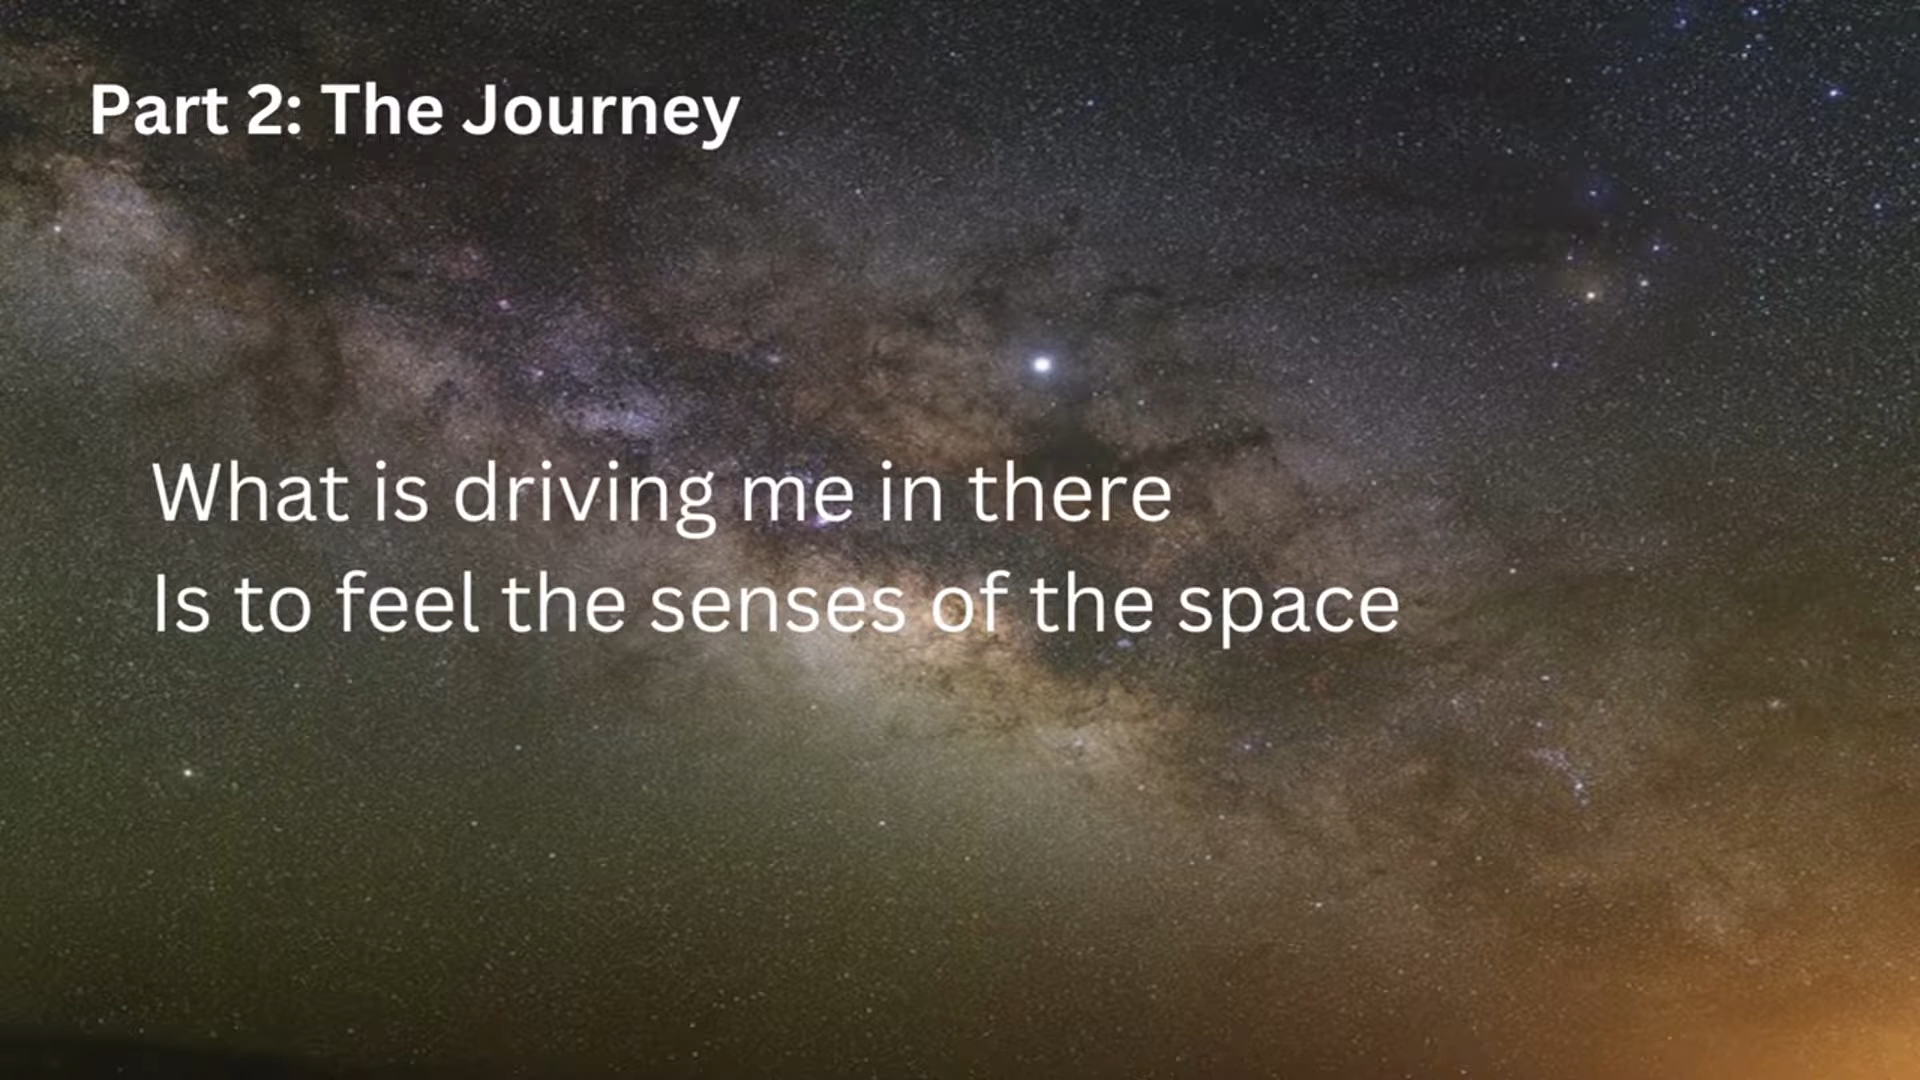 Part 2: The Journey
What is driving me in there
Is to feel the senses of the space